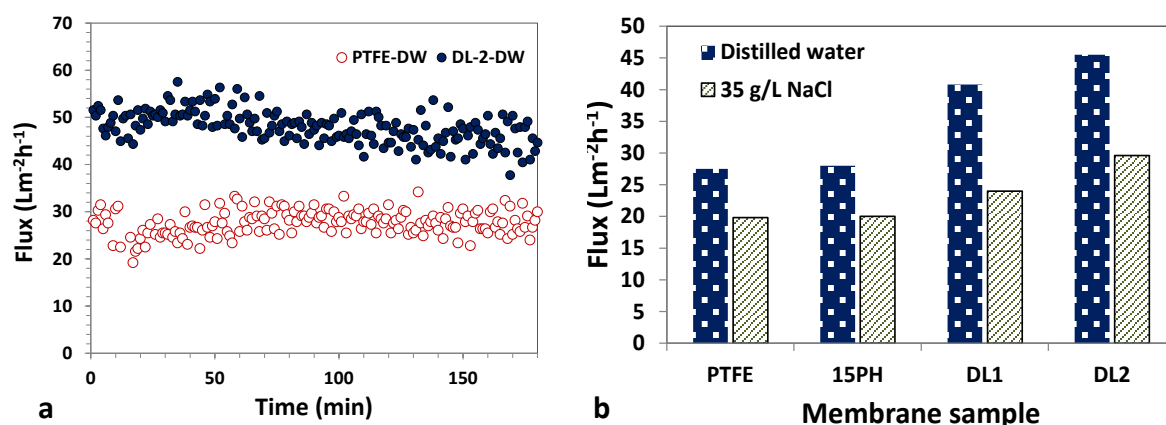 70
60
50
40
30
20
10
0
0
50
100
150
Flux (Lm⁻²h⁻¹)
PTFE-DW
DL-2-DW
Time (min)
a
50
45
40
35
30
25
20
15
10
5
0
Flux (Lm⁻²h⁻¹)
Distilled water
35 g/L NaCl
PTFE
15PH
DL1
DL2
Membrane sample
b